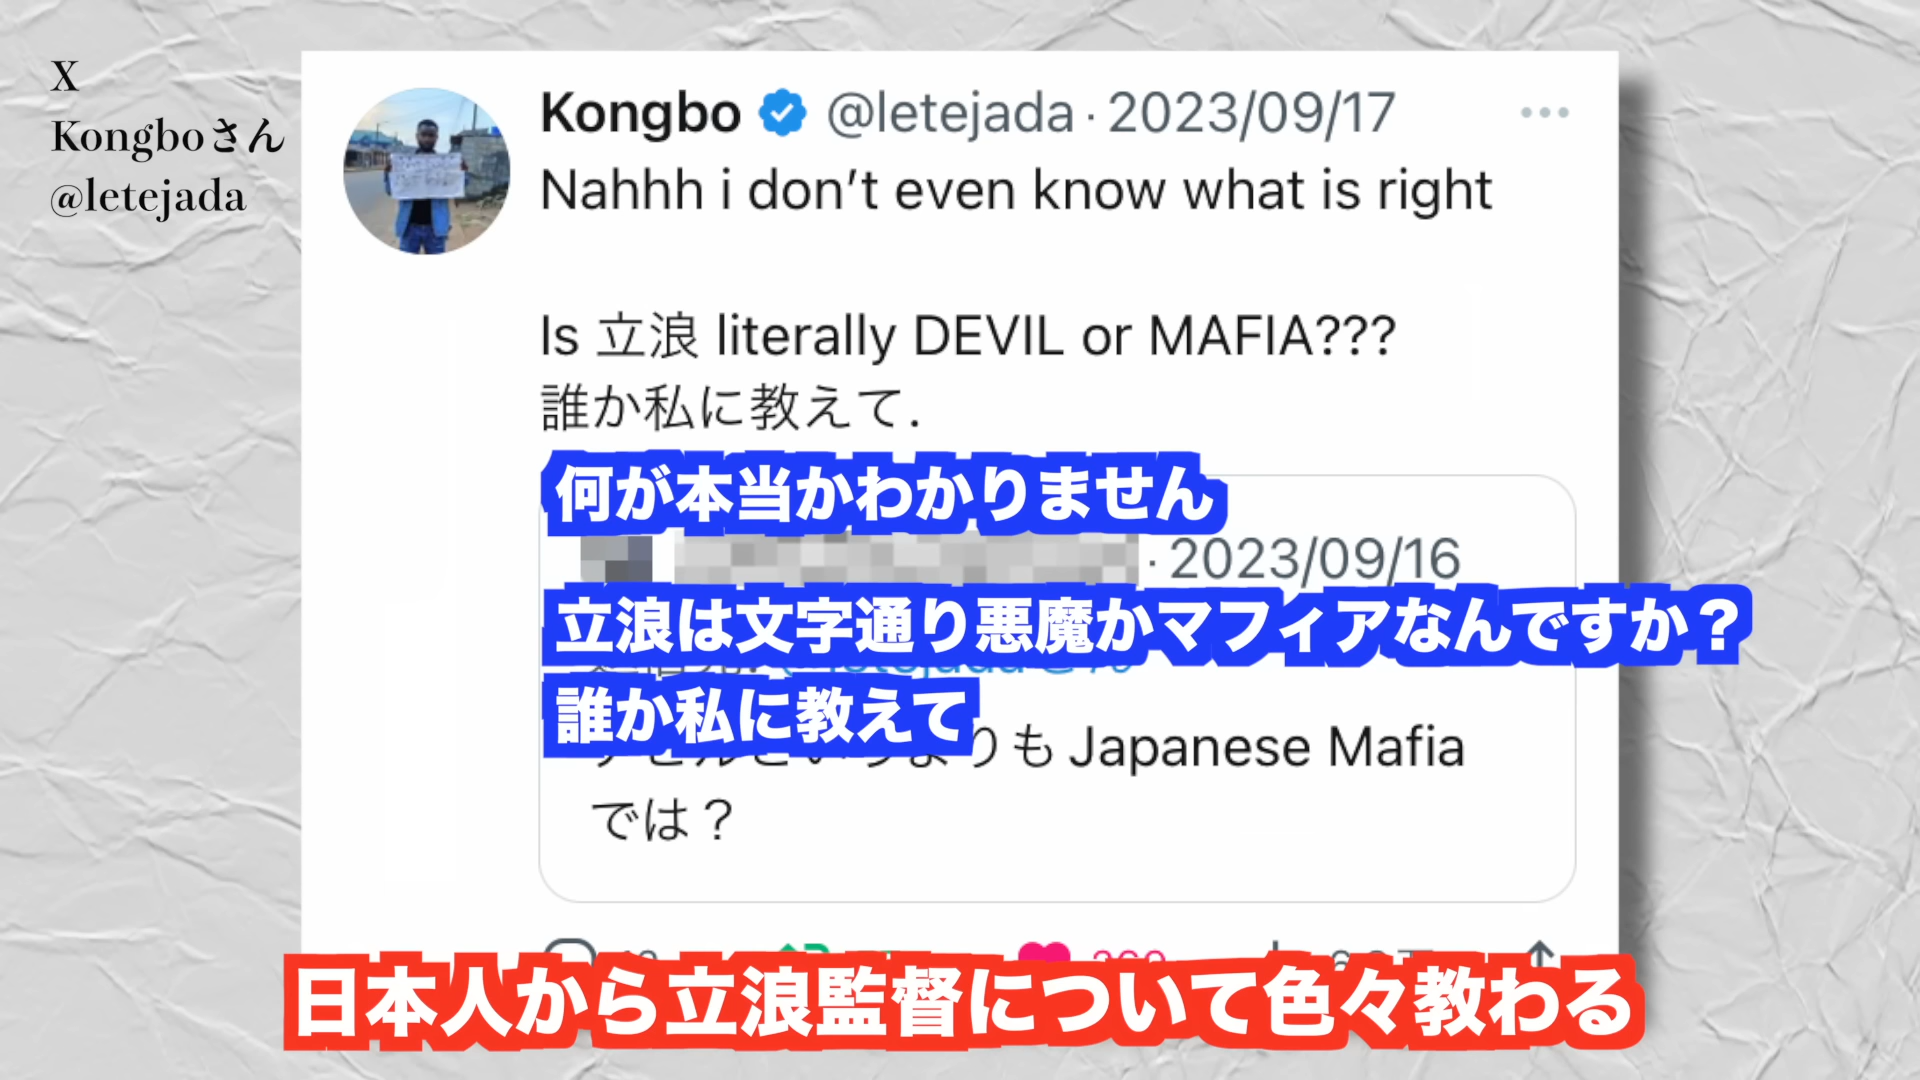 X
Kongboさん
@letejada
Kongbo @letejada · 2023/09/17
Nahhh i don't even know what is right
Is 立浪 literally DEVIL or MAFIA???
誰か私に教えて.
何が本当かわかりません
· 2023/09/16
立浪は文字通り悪魔かマフィアなんですか？
誰か私に教えて
りも Japanese Mafia
では？
日本人から立浪監督について色々教わる